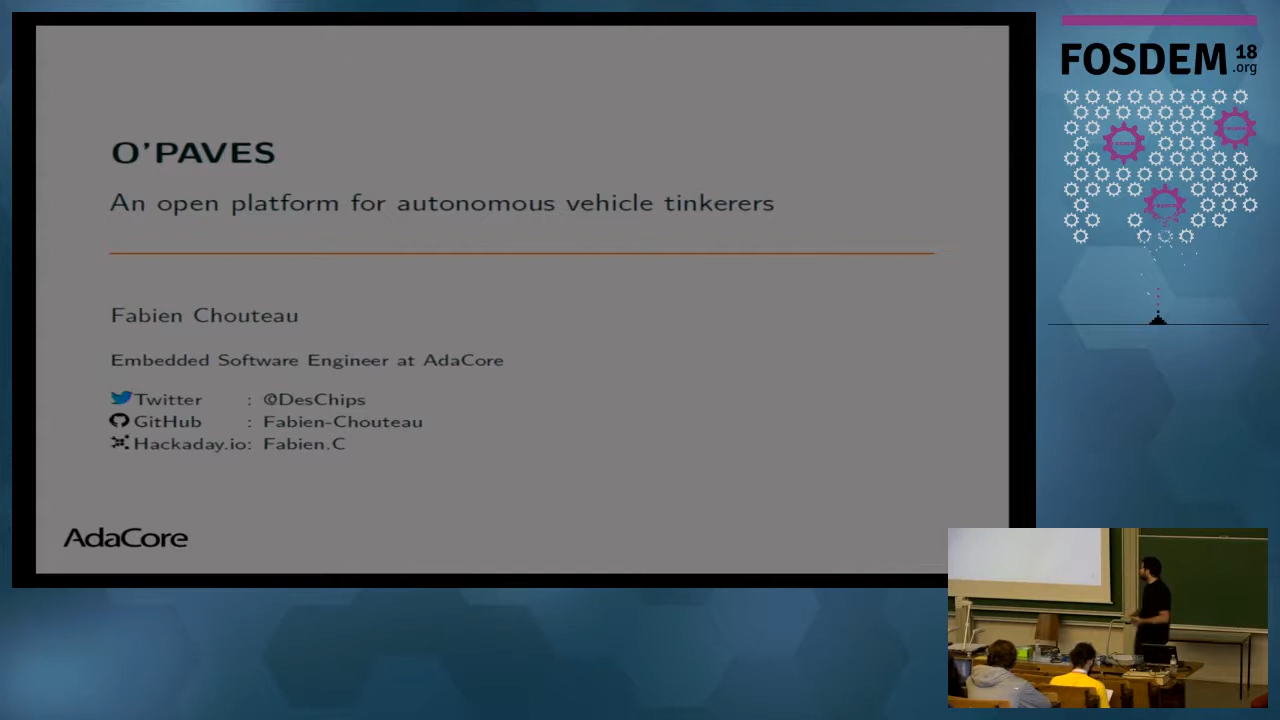 O'PAVES
An open platform for autonomous vehicle tinkerers
Fabien Chouteau
Embedded Software Engineer at AdaCore
Twitter : @DesChips
GitHub : Fabien-Chouteau
Hackaday.io: Fabien.C
AdaCore
FOSDEM 18
.org